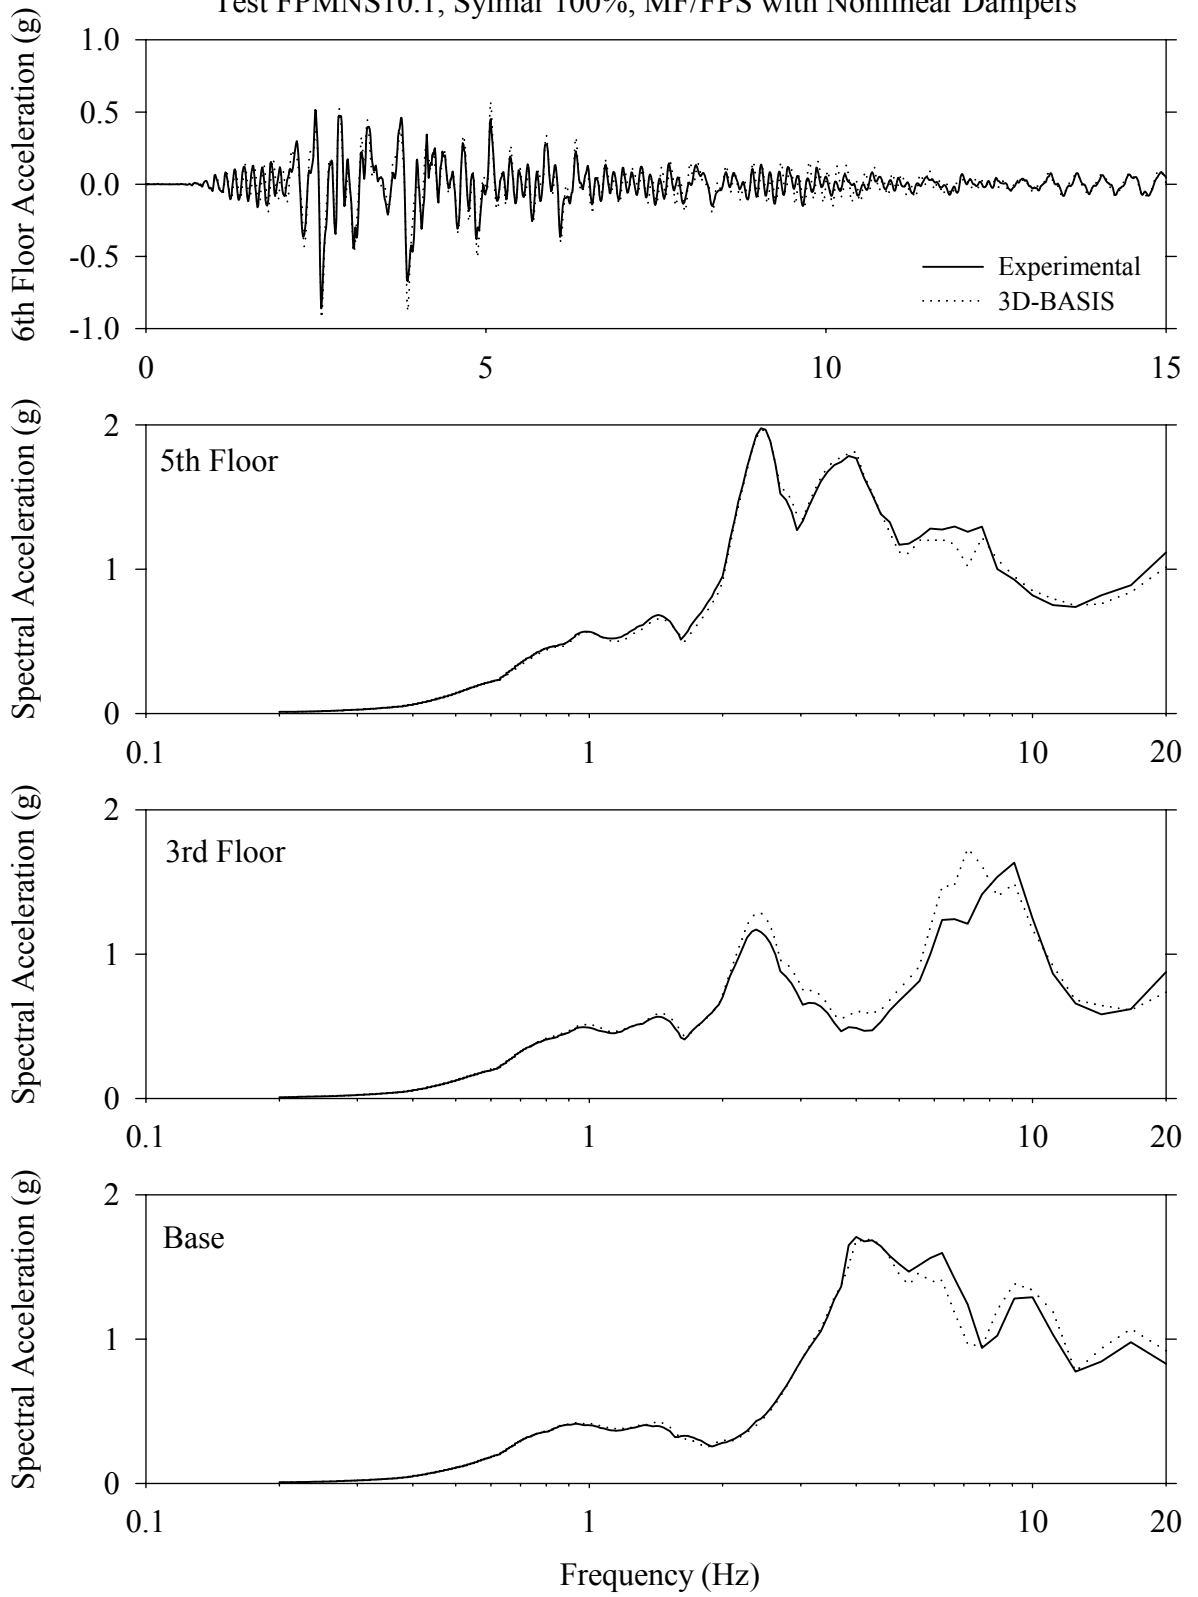 Test FPMNS10.1, Sylmar 100%, MF/FPS with Nonlinear Dampers
6th Floor Acceleration (g)
1.0
0.5
0.0
-0.5
-1.0
Experimental
3D-BASIS
0 5 10 15
Spectral Acceleration (g)
2
5th Floor
1
0
0.1 1 10 20
Spectral Acceleration (g)
2
3rd Floor
1
0
0.1 1 10 20
Spectral Acceleration (g)
2
Base
1
0
0.1 1 10 20
Frequency (Hz)